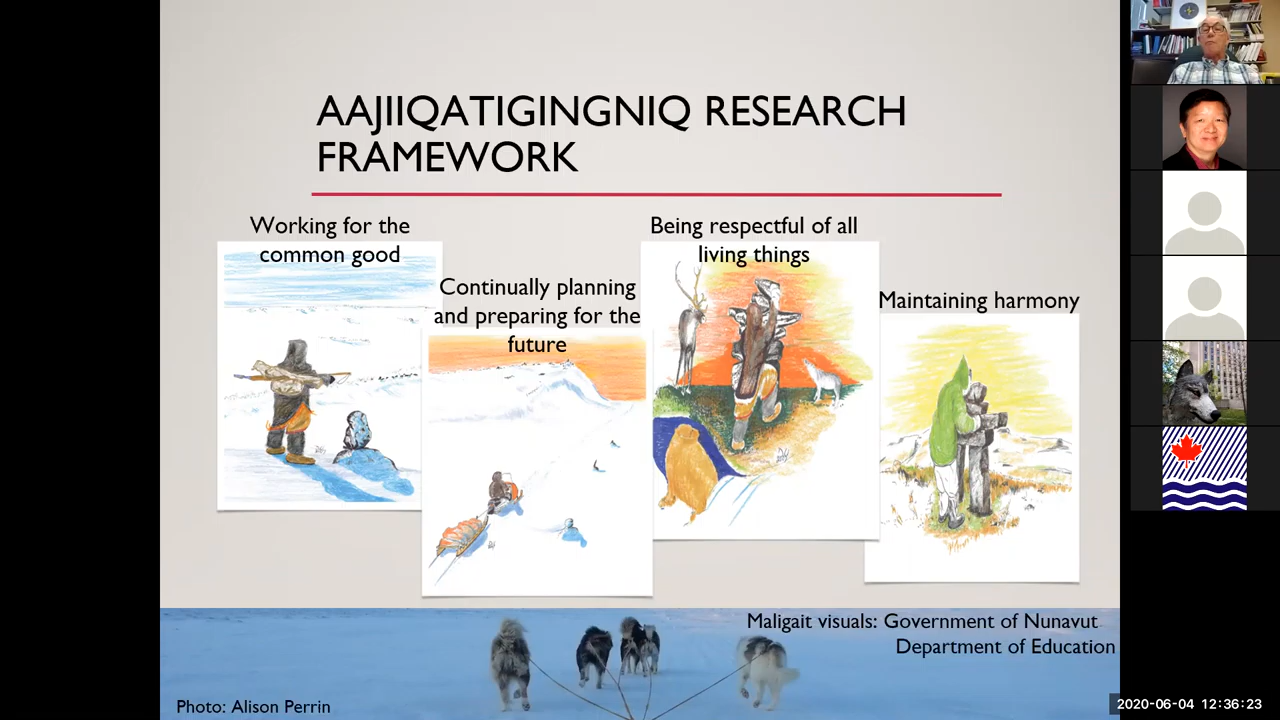 AAJIIQATIGINGNIQ RESEARCH
FRAMEWORK
Working for the
common good
Continually planning
and preparing for the
future
Being respectful of all
living things
Maintaining harmony
Maligait visuals: Government of Nunavut
Department of Education
Photo: Alison Perrin
2020-06-04 12:36:23